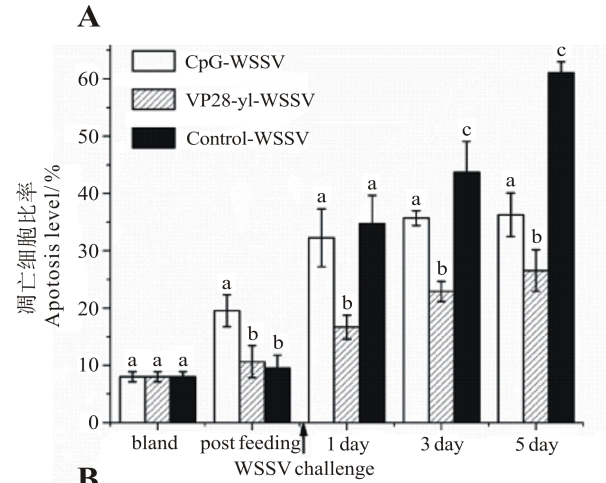 A
凋亡细胞比率
Apotosis level/%
60
50
40
30
20
10
0
CpG-WSSV
VP28-yl-WSSV
Control-WSSV
a a a
a b b
a b a
a b c
a b c
bland post feeding 1 day 3 day 5 day
WSSV challenge
B